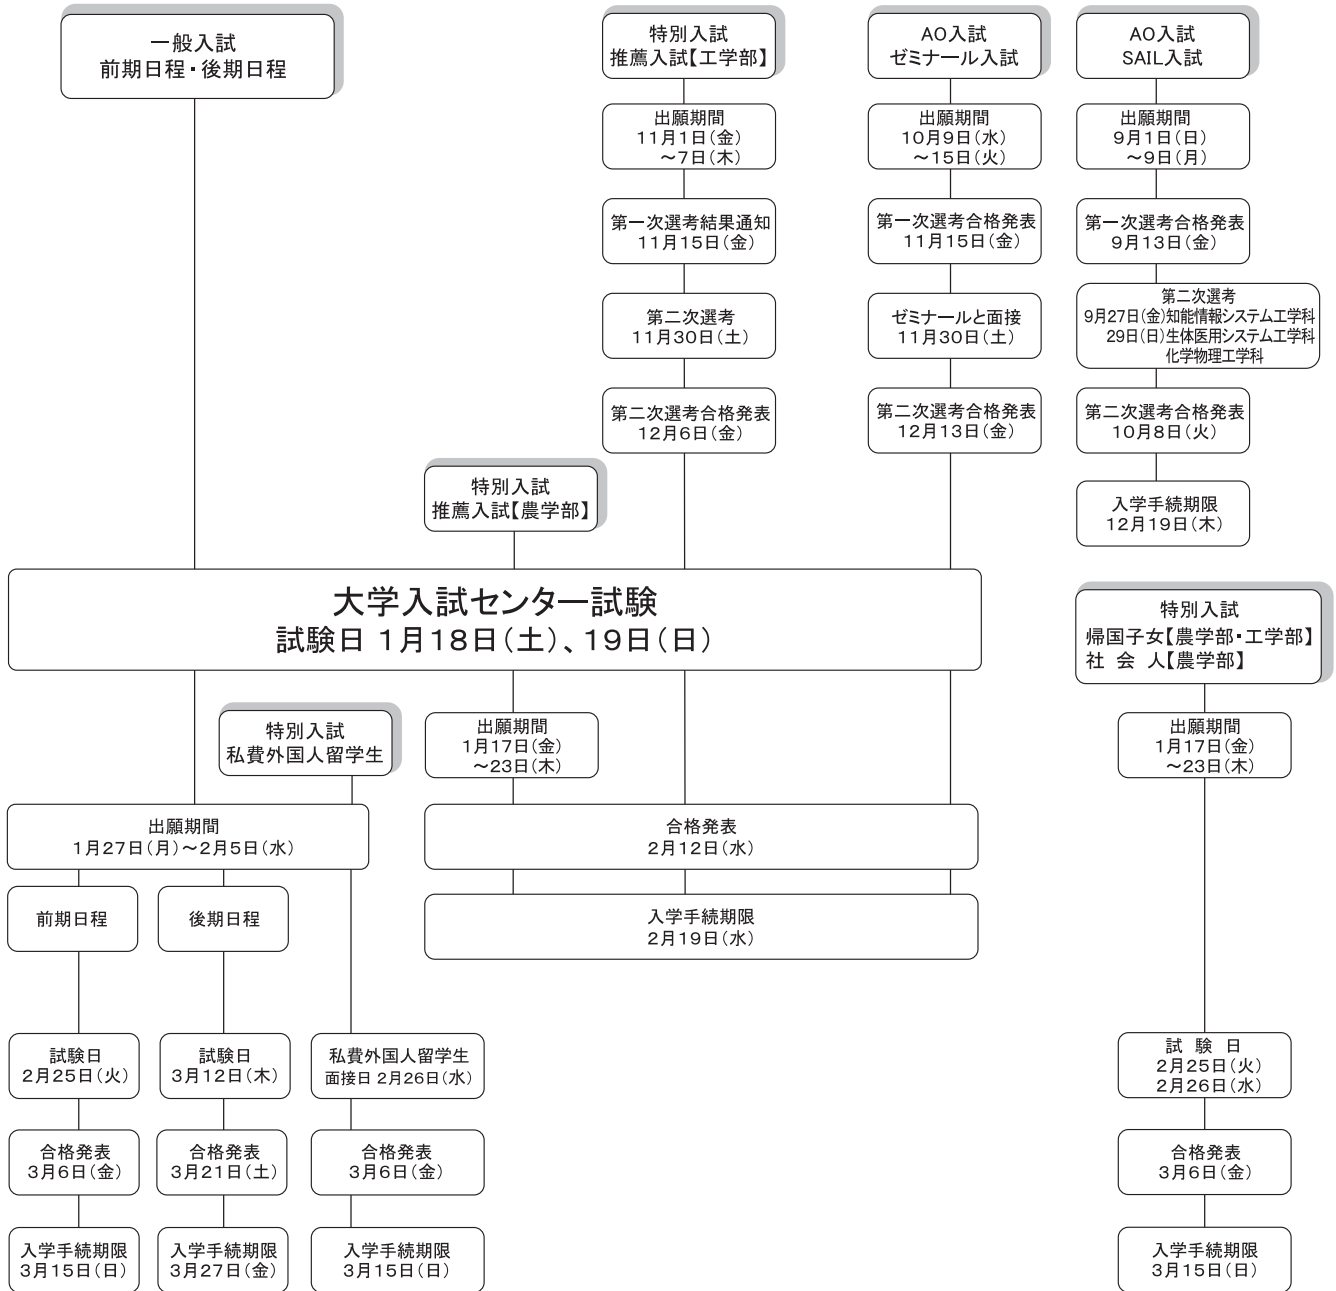 一般入試
前期日程・後期日程
特別入試
推薦入試【工学部】
出願期間
11月1日(金)
～7日(木)
第一次選考結果通知
11月15日(金)
第二次選考
11月30日(土)
第二次選考合格発表
12月6日(金)
AO入試
ゼミナール入試
出願期間
10月9日(水)
～15日(火)
第一次選考合格発表
11月15日(金)
ゼミナールと面接
11月30日(土)
第二次選考合格発表
12月13日(金)
AO入試
SAIL入試
出願期間
9月1日(日)
～9日(月)
第一次選考合格発表
9月13日(金)
第二次選考
9月27日(金)知能情報システム工学科
29日(日)生体医用システム工学科
化学物理工学科
第二次選考合格発表
10月8日(火)
入学手続期限
12月19日(木)
特別入試
推薦入試【農学部】
大学入試センター試験
試験日 1月18日(土)、19日(日)
特別入試
帰国子女【農学部・工学部】
社 会 人【農学部】
特別入試
私費外国人留学生
出願期間
1月17日(金)
～23日(木)
出願期間
1月17日(金)
～23日(木)
出願期間
1月27日(月)～2月5日(水)
合格発表
2月12日(水)
前期日程
後期日程
入学手続期限
2月19日(水)
試験日
2月25日(火)
試験日
3月12日(木)
私費外国人留学生
面接日 2月26日(水)
試 験 日
2月25日(火)
2月26日(水)
合格発表
3月6日(金)
合格発表
3月21日(土)
合格発表
3月6日(金)
合格発表
3月6日(金)
入学手続期限
3月15日(日)
入学手続期限
3月27日(金)
入学手続期限
3月15日(日)
入学手続期限
3月15日(日)